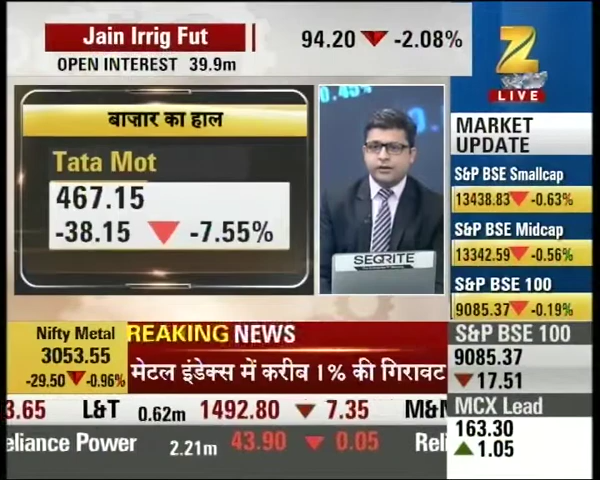 Jain Irrig Fut
OPEN INTEREST 39.9m
94.20 -2.08%
Z
LIVE
बाज़ार का हाल
Tata Mot
467.15
-38.15 -7.55%
SEQRITE
MARKET
UPDATE
S&P BSE Smallcap
13438.83 -0.63%
S&P BSE Midcap
13342.59 -0.56%
S&P BSE 100
9085.37 -0.19%
S&P BSE 100
9085.37
17.51
MCX Lead
163.30
1.05
Nifty Metal
3053.55
-29.50 -0.96%
REAKING NEWS
मेटल इंडेक्स में करीब 1% की गिरावट
3.65 L&T 0.62m 1492.80 7.35 M&M
eliance Power 2.21m 43.90 0.05 Reli